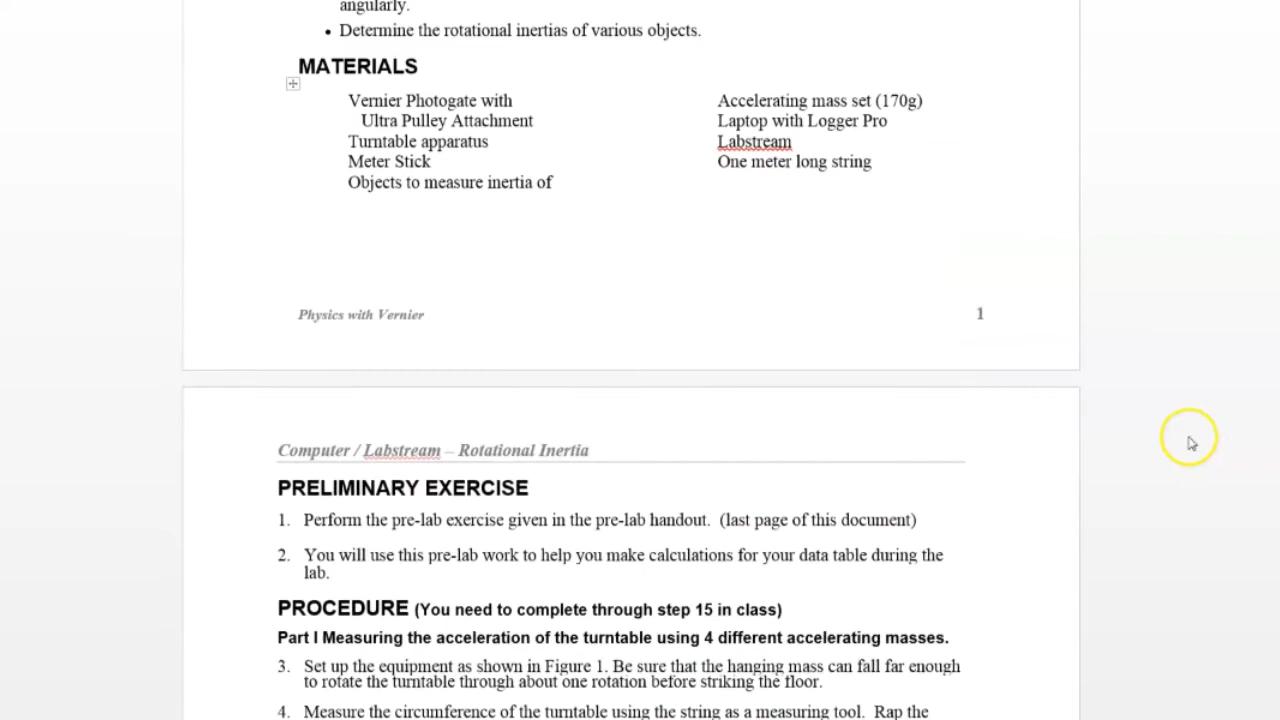 angularly.
• Determine the rotational inertias of various objects.
MATERIALS
Vernier Photogate with
Ultra Pulley Attachment
Turntable apparatus
Meter Stick
Objects to measure inertia of
Accelerating mass set (170g)
Laptop with Logger Pro
Labstream
One meter long string
Physics with Vernier
1
Computer / Labstream – Rotational Inertia
PRELIMINARY EXERCISE
1. Perform the pre-lab exercise given in the pre-lab handout. (last page of this document)
2. You will use this pre-lab work to help you make calculations for your data table during the
lab.
PROCEDURE (You need to complete through step 15 in class)
Part I Measuring the acceleration of the turntable using 4 different accelerating masses.
3. Set up the equipment as shown in Figure 1. Be sure that the hanging mass can fall far enough
to rotate the turntable through about one rotation before striking the floor.
4. Measure the circumference of the turntable using the string as a measuring tool. Rap the